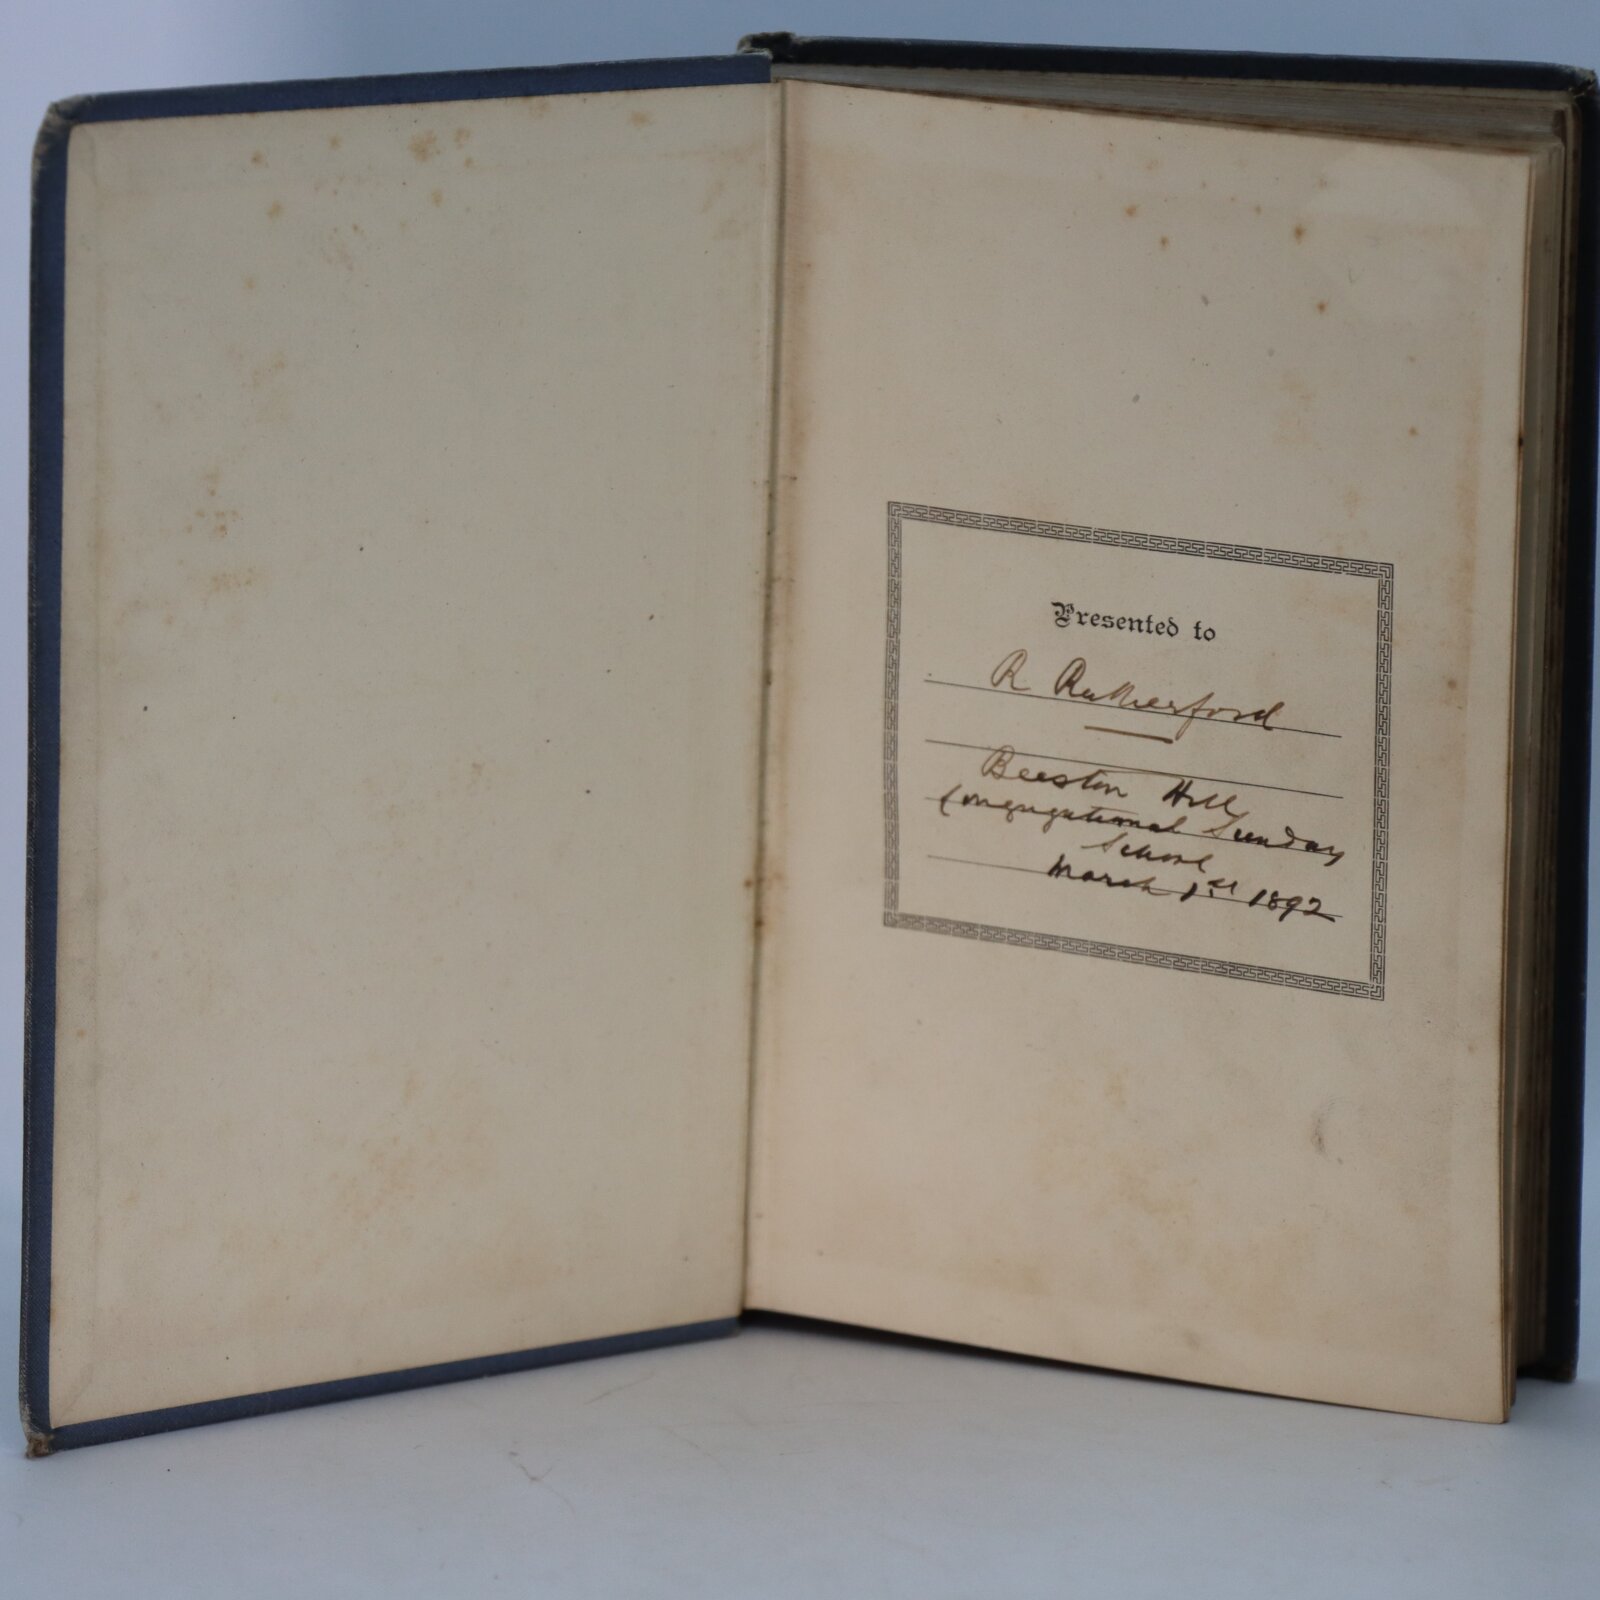 Presented to
R Rutherford
Beeston Hill
Congregational Sunday
School
March 1st 1892